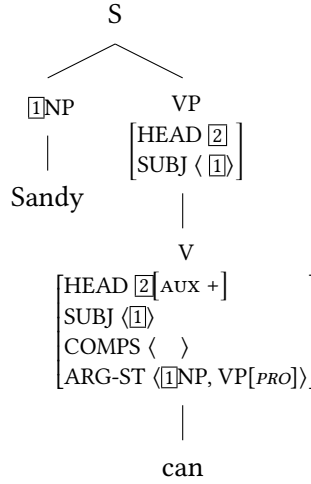 S
1NP VP
[HEAD 2
SUBJ ⟨ 1⟩]
Sandy
V
[HEAD 2[AUX +]
SUBJ ⟨1⟩
COMPS ⟨ ⟩
ARG-ST ⟨1NP, VP[PRO]⟩]
can